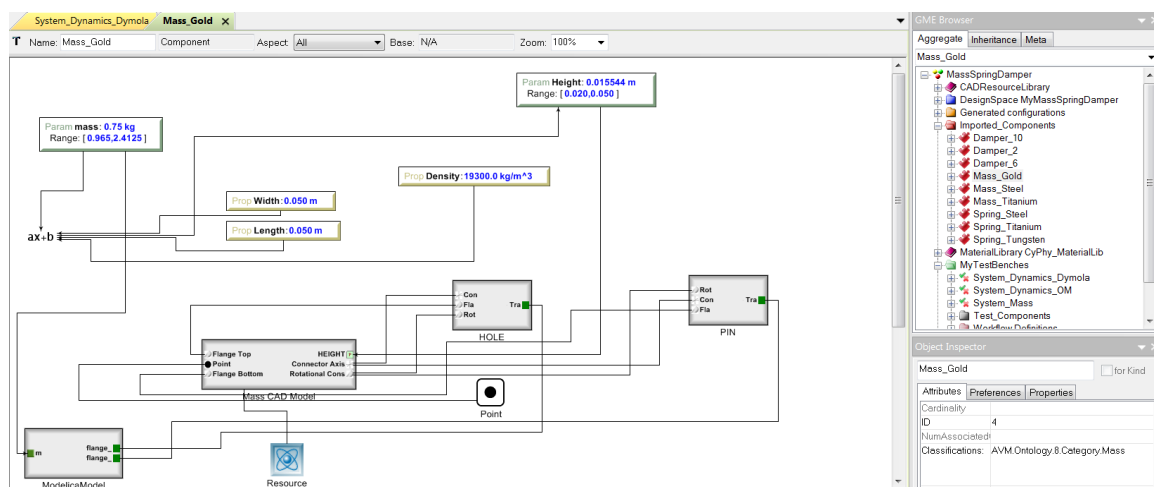 System_Dynamics_Dymola
Mass_Gold X
T Name: Mass_Gold Component Aspect: All Base: N/A Zoom: 100%
Param Height: 0.015544 m
Range: [ 0.020,0.050 ]
Param mass: 0.75 kg
Range: [ 0.965,2.4125 ]
Prop Density: 19300.0 kg/m^3
Prop Width: 0.050 m
Prop Length: 0.050 m
ax+b
Con
Fla
Rot
Tra
HOLE
Rot
Con
Fla
Tra
PIN
Flange Top
Point
Flange Bottom
HEIGHT
Connector Axis
Rotational Cons
Mass CAD Model
Point
m
flange_
flange_
ModelicaModel
Resource
GME Browser
Aggregate Inheritance Meta
Mass_Gold
MassSpringDamper
CADResourceLibrary
DesignSpace MyMassSpringDamper
Generated configurations
Imported_Components
Damper_10
Damper_2
Damper_6
Mass_Gold
Mass_Steel
Mass_Titanium
Spring_Steel
Spring_Titanium
Spring_Tungsten
MaterialLibrary CyPhy_MaterialLib
MyTestBenches
System_Dynamics_Dymola
System_Dynamics_OM
System_Mass
Test_Components
Workflow Definitions
Object Inspector
Mass_Gold for Kind
Attributes Preferences Properties
Cardinality
ID 4
NumAssociated
Classifications: AVM.Ontology.8.Category.Mass